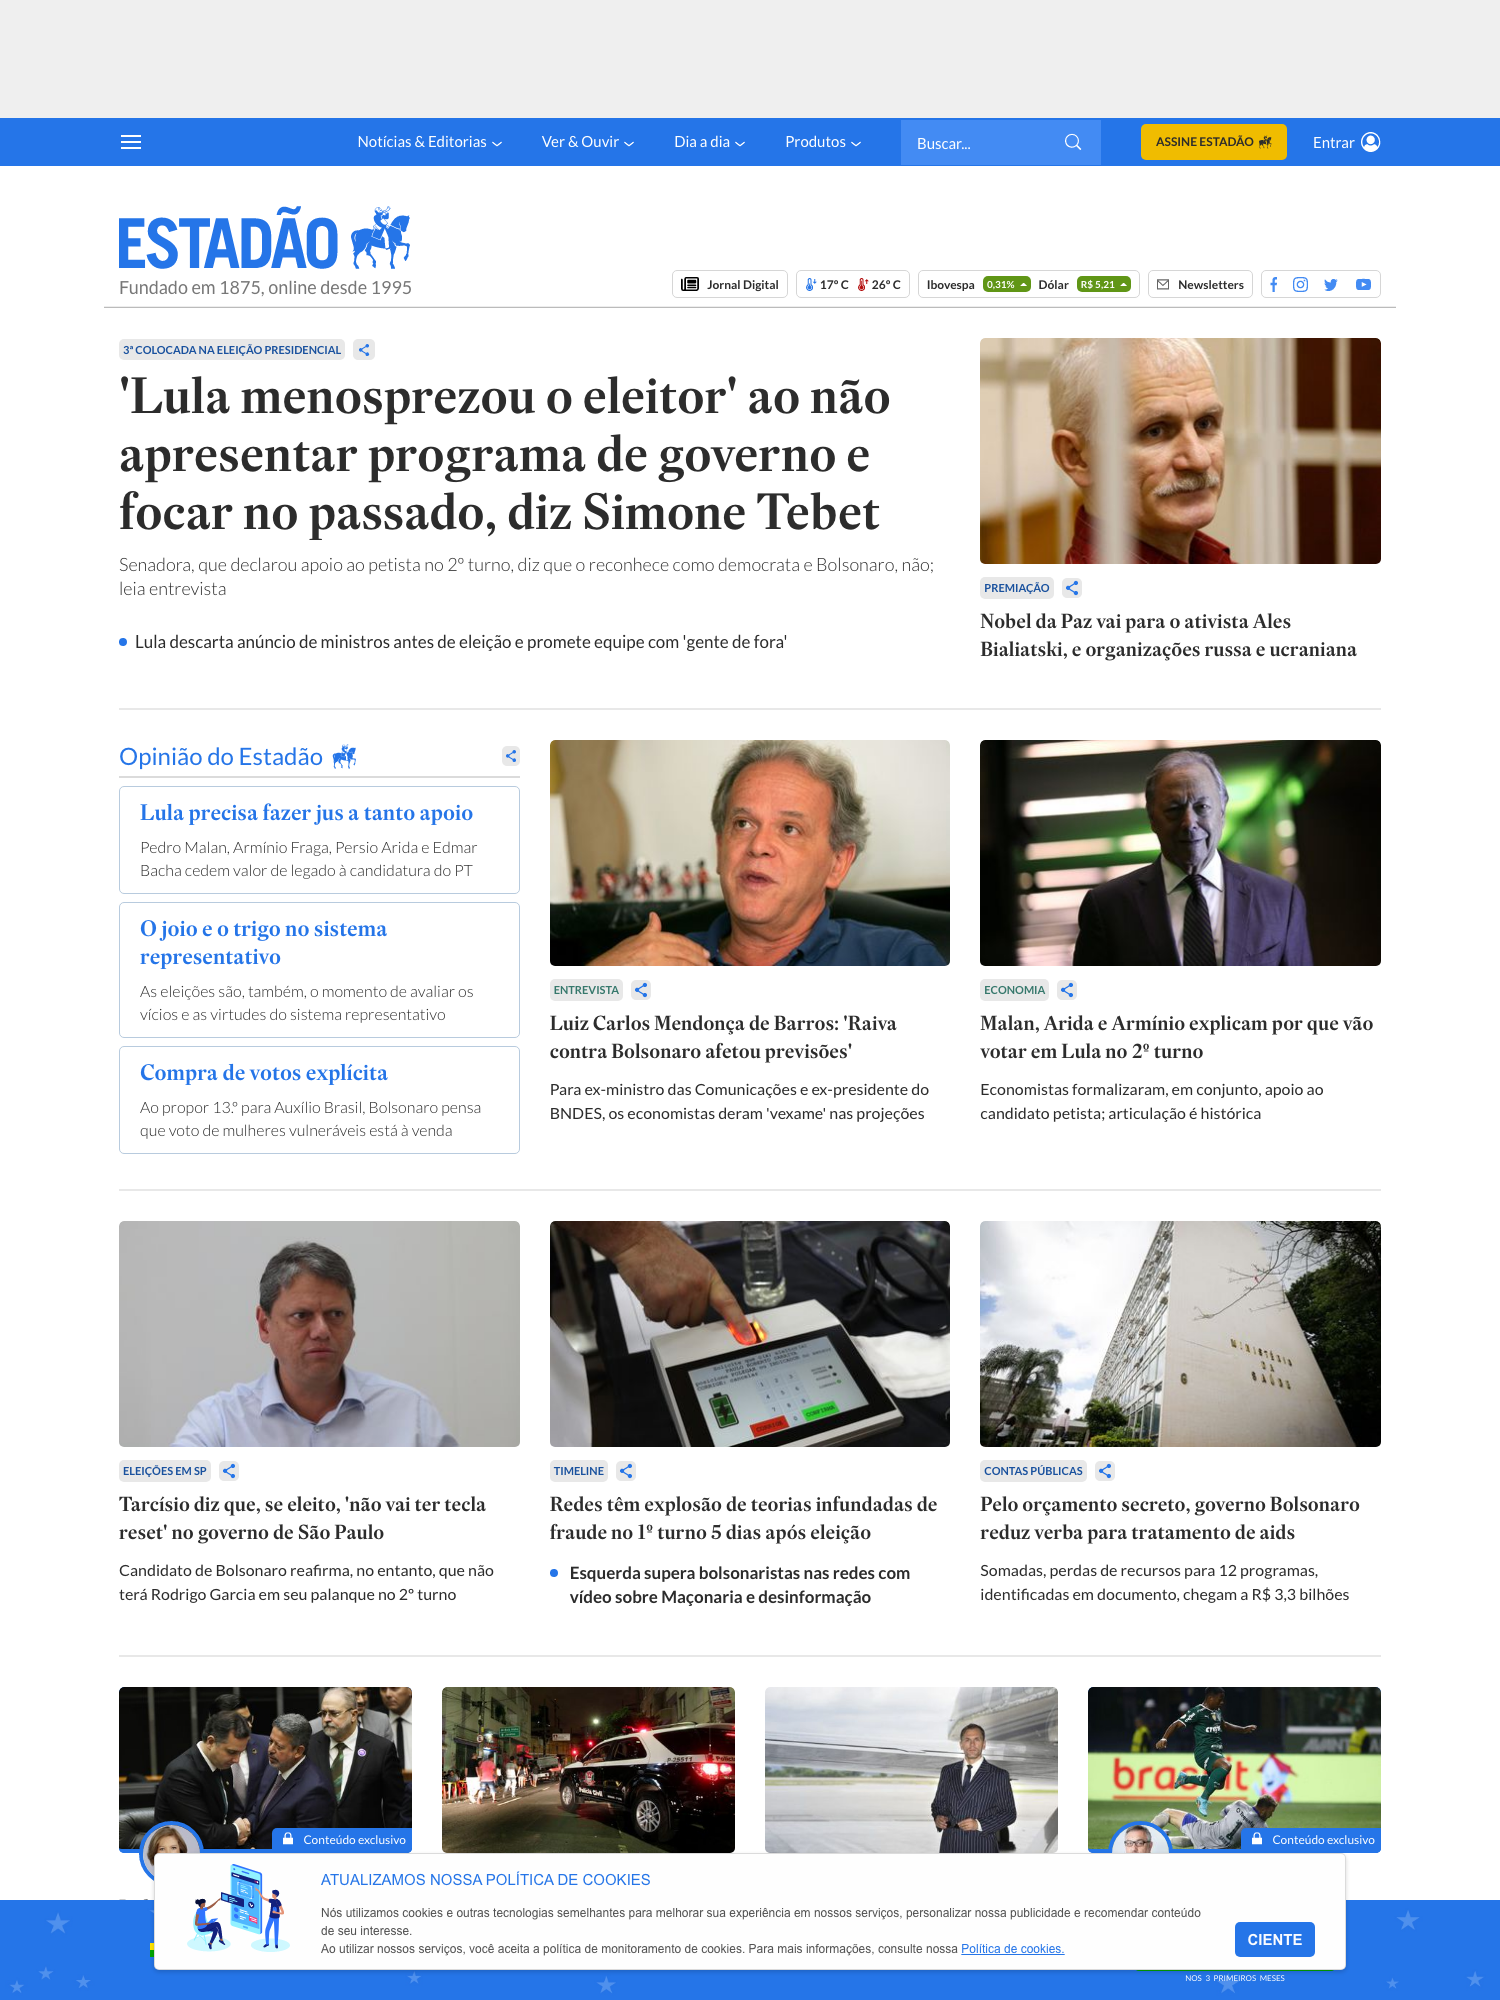 Notícias & Editorias
Ver & Ouvir
Dia a dia
Produtos
Buscar...
ASSINE ESTADÃO
Entrar
ESTADÃO
Fundado em 1875, online desde 1995
Jornal Digital
17º C
26º C
Ibovespa
0,31%
Dólar
R$ 5,21
Newsletters
3ª COLOCADA NA ELEIÇÃO PRESIDENCIAL
'Lula menosprezou o eleitor' ao não
apresentar programa de governo e
focar no passado, diz Simone Tebet
Senadora, que declarou apoio ao petista no 2º turno, diz que o reconhece como democrata e Bolsonaro, não;
leia entrevista
Lula descarta anúncio de ministros antes de eleição e promete equipe com 'gente de fora'
PREMIAÇÃO
Nobel da Paz vai para o ativista Ales
Bialiatski, e organizações russa e ucraniana
Opinião do Estadão
Lula precisa fazer jus a tanto apoio
Pedro Malan, Armínio Fraga, Persio Arida e Edmar
Bacha cedem valor de legado à candidatura do PT
O joio e o trigo no sistema
representativo
As eleições são, também, o momento de avaliar os
vícios e as virtudes do sistema representativo
Compra de votos explícita
Ao propor 13.º para Auxílio Brasil, Bolsonaro pensa
que voto de mulheres vulneráveis está à venda
ENTREVISTA
Luiz Carlos Mendonça de Barros: 'Raiva
contra Bolsonaro afetou previsões'
Para ex-ministro das Comunicações e ex-presidente do
BNDES, os economistas deram 'vexame' nas projeções
ECONOMIA
Malan, Arida e Armínio explicam por que vão
votar em Lula no 2º turno
Economistas formalizaram, em conjunto, apoio ao
candidato petista; articulação é histórica
MINISTÉRIO
DA
SAÚDE
ELEIÇÕES EM SP
Tarcísio diz que, se eleito, 'não vai ter tecla
reset' no governo de São Paulo
Candidato de Bolsonaro reafirma, no entanto, que não
terá Rodrigo Garcia em seu palanque no 2º turno
TIMELINE
Redes têm explosão de teorias infundadas de
fraude no 1º turno 5 dias após eleição
Esquerda supera bolsonaristas nas redes com
vídeo sobre Maçonaria e desinformação
CONTAS PÚBLICAS
Pelo orçamento secreto, governo Bolsonaro
reduz verba para tratamento de aids
Somadas, perdas de recursos para 12 programas,
identificadas em documento, chegam a R$ 3,3 bilhões
Conteúdo exclusivo
Polícia Civil
Conteúdo exclusivo
ATUALIZAMOS NOSSA POLÍTICA DE COOKIES
Nós utilizamos cookies e outras tecnologias semelhantes para melhorar sua experiência em nossos serviços, personalizar nossa publicidade e recomendar conteúdo
de seu interesse.
Ao utilizar nossos serviços, você aceita a política de monitoramento de cookies. Para mais informações, consulte nossa Política de cookies.
CIENTE
NOS 3 PRIMEIROS MESES